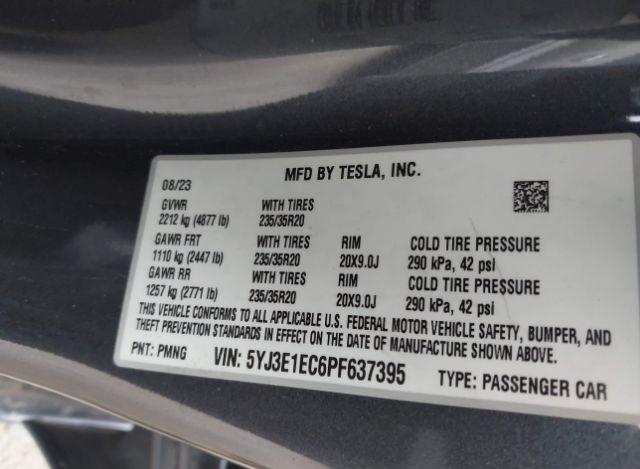 MFD BY TESLA, INC.
08/23
GVWR WITH TIRES
2212 kg (4877 lb) 235/35R20
GAWR FRT WITH TIRES RIM COLD TIRE PRESSURE
1110 kg (2447 lb) 235/35R20 20X9.0J 290 kPa, 42 psi
GAWR RR WITH TIRES RIM COLD TIRE PRESSURE
1257 kg (2771 lb) 235/35R20 20X9.0J 290 kPa, 42 psi
THIS VEHICLE CONFORMS TO ALL APPLICABLE U.S. FEDERAL MOTOR VEHICLE SAFETY, BUMPER, AND
THEFT PREVENTION STANDARDS IN EFFECT ON THE DATE OF MANUFACTURE SHOWN ABOVE.
PNT: PMNG VIN: 5YJ3E1EC6PF637395 TYPE: PASSENGER CAR